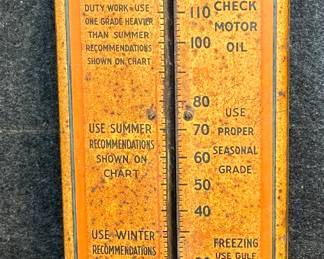 DUTY WORK-USE
ONE GRADE HEAVIER
THAN SUMMER
RECOMMENDATIONS
SHOWN ON CHART
USE SUMMER
RECOMMENDATIONS
SHOWN ON
CHART
USE WINTER
RECOMMENDATIONS
110
100
80
70
60
50
40
CHECK
MOTOR
OIL
USE
PROPER
SEASONAL
GRADE
FREEZING
USE GULF